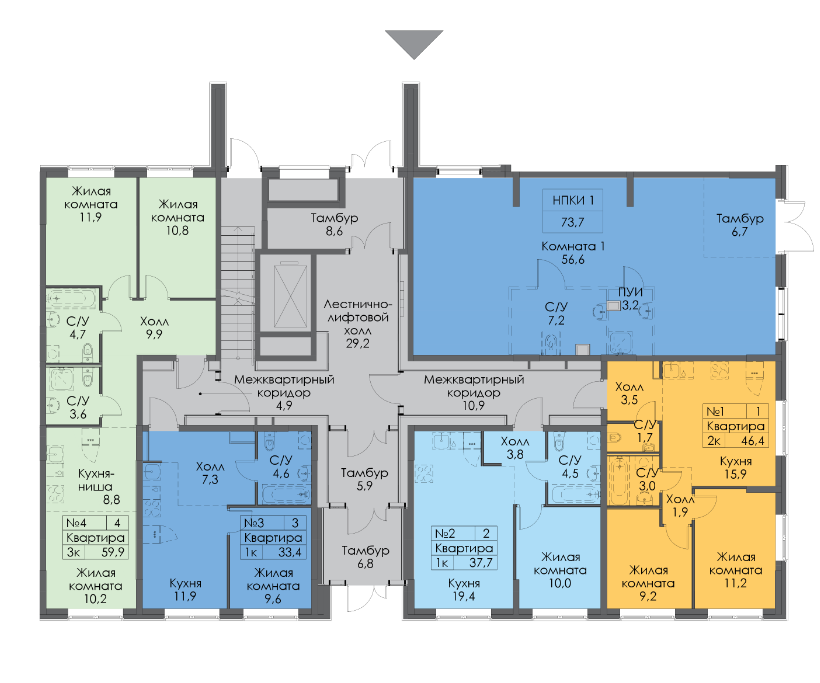 Жилая
комната
11,9
Жилая
комната
10,8
Тамбур
8,6
НПКИ 1
73,7
Комната 1
56,6
Тамбур
6,7
С/У
4,7
Холл
9,9
Лестнично-
лифтовой
холл
29,2
С/У
7,2
ПУИ
3,2
С/У
3,6
Межквартирный
коридор
4,9
Межквартирный
коридор
10,9
Холл
3,5
№1 1
Квартира
2к 46,4
С/У
1,7
Кухня
15,9
С/У
3,0
Холл
1,9
Кухня-
ниша
8,8
Холл
7,3
С/У
4,6
Тамбур
5,9
Холл
3,8
С/У
4,5
№4 4
Квартира
3к 59,9
№3 3
Квартира
1к 33,4
Тамбур
6,8
№2 2
Квартира
1к 37,7
Жилая
комната
10,2
Кухня
11,9
Жилая
комната
9,6
Кухня
19,4
Жилая
комната
10,0
Жилая
комната
9,2
Жилая
комната
11,2